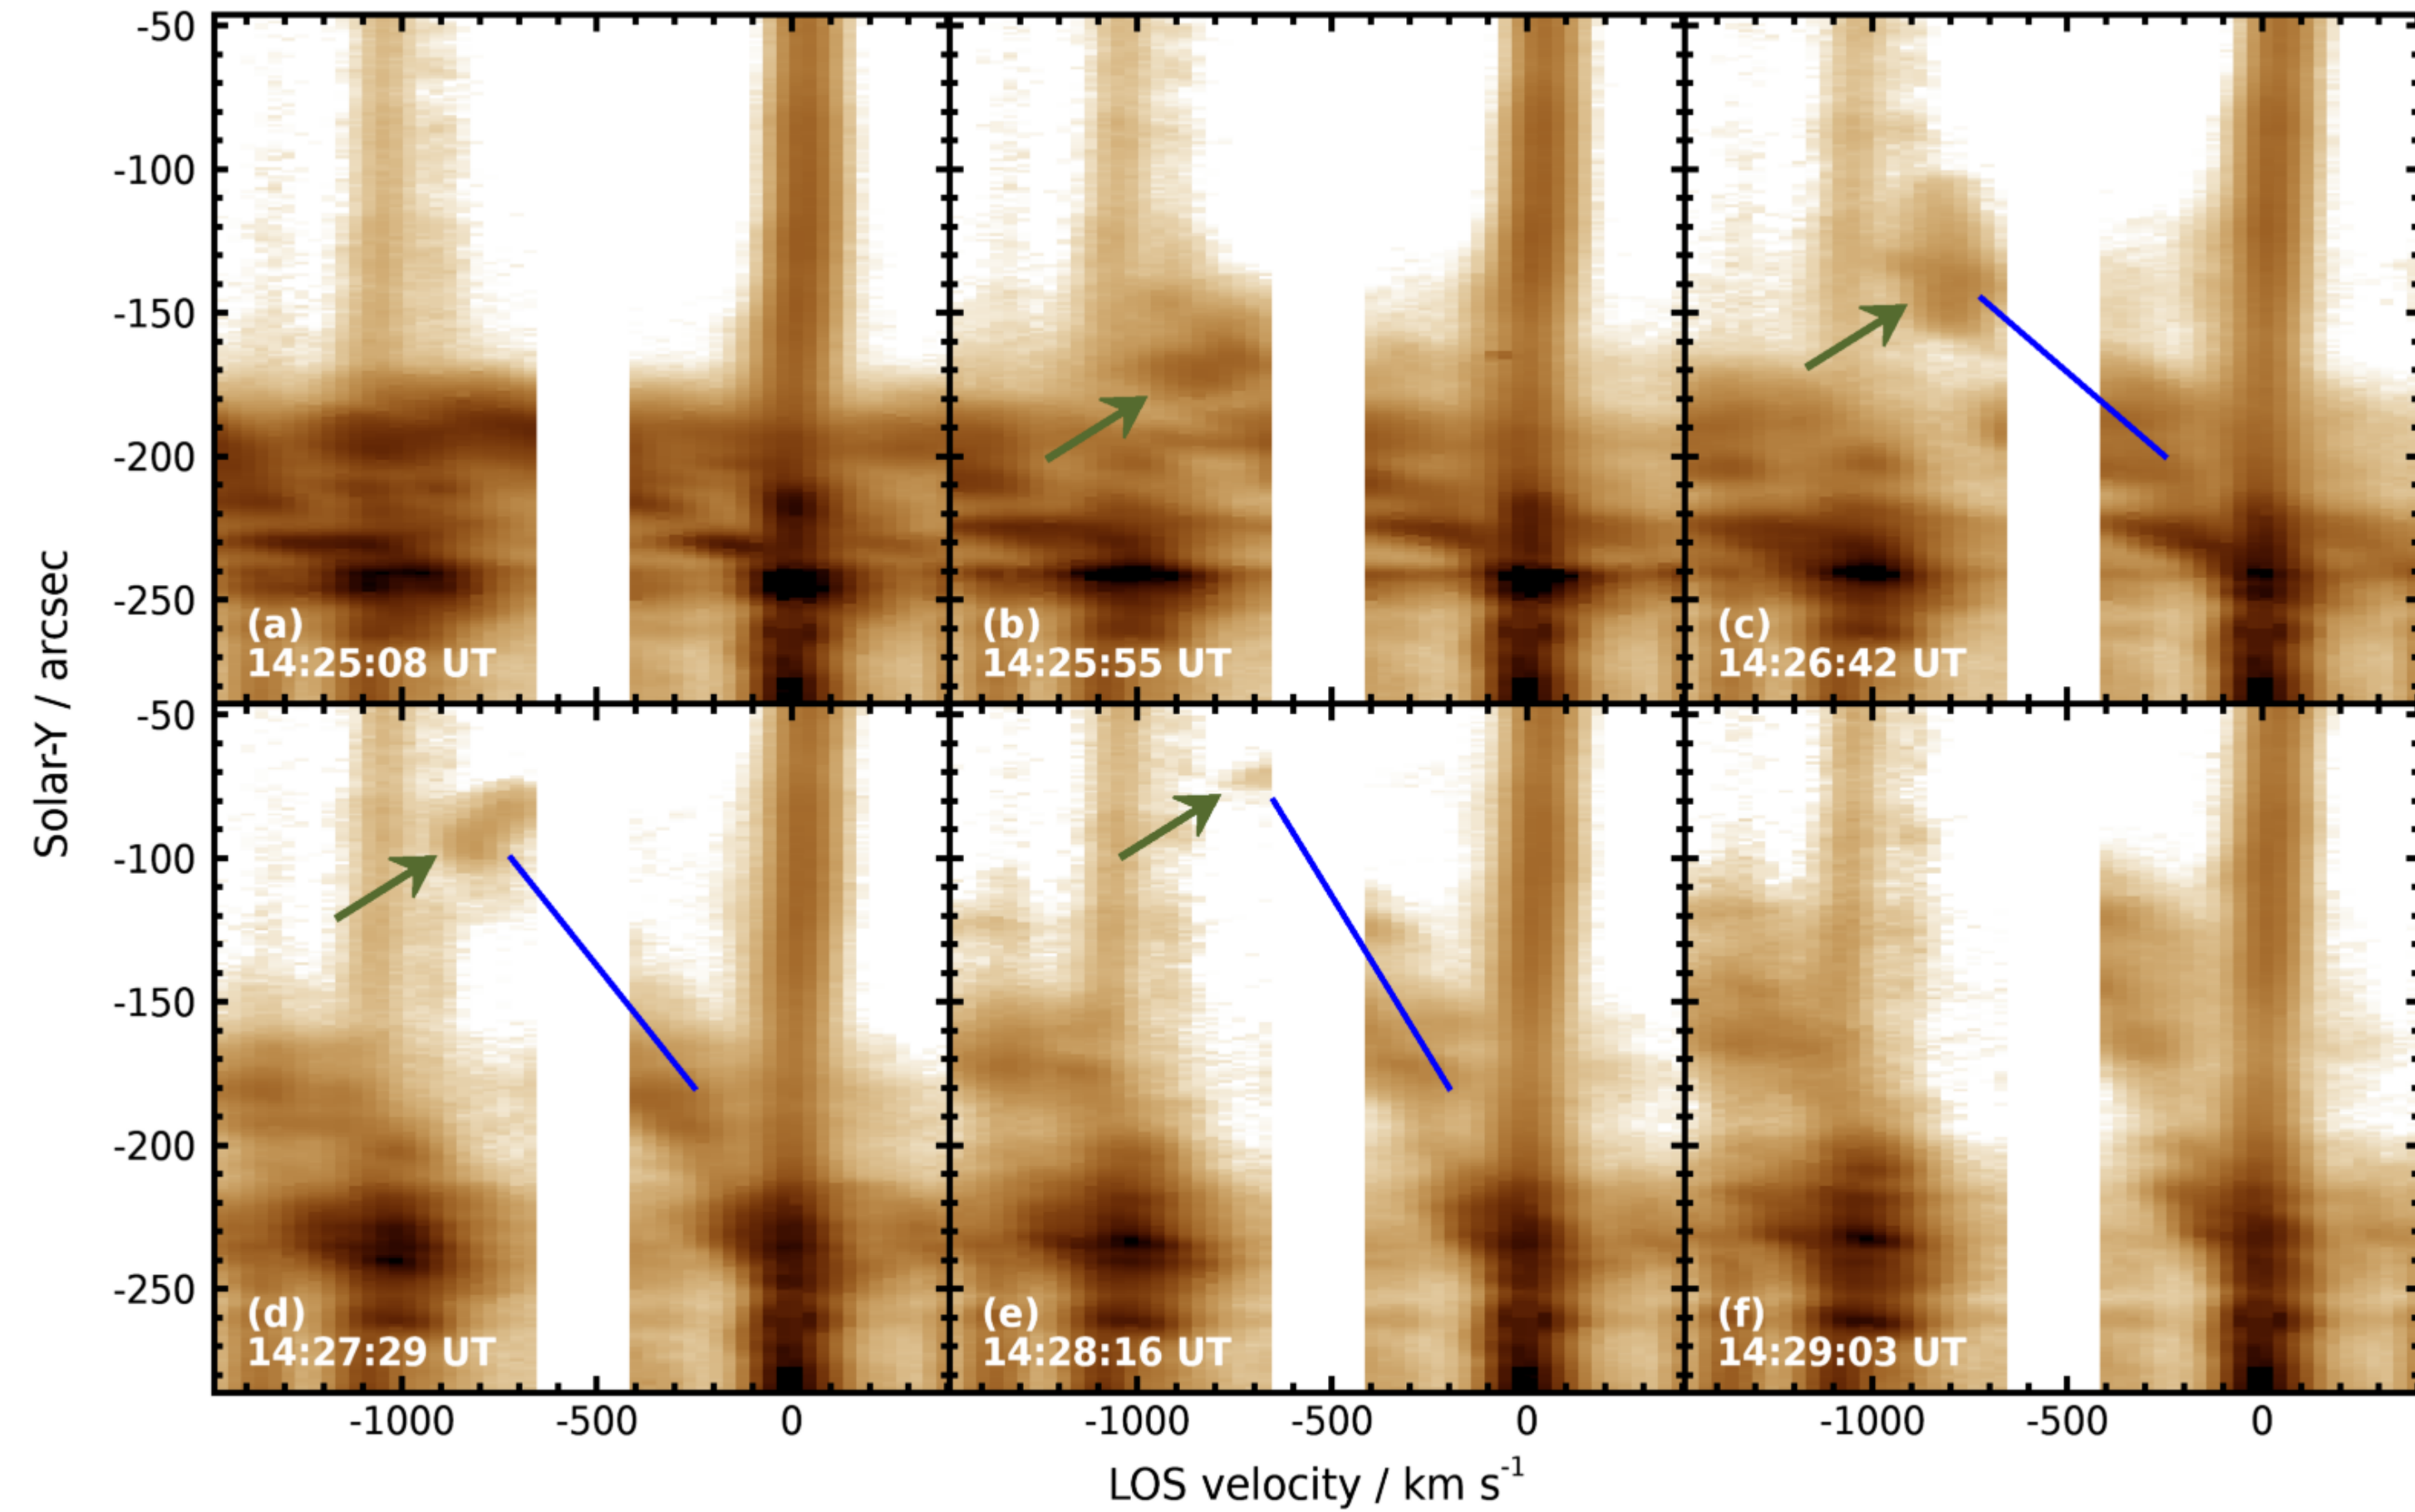 -50
-100
-150
-200
-250
(a)
14:25:08 UT
(b)
14:25:55 UT
(c)
14:26:42 UT
-50
-100
-150
-200
-250
(d)
14:27:29 UT
(e)
14:28:16 UT
(f)
14:29:03 UT
-1000 -500 0 -1000 -500 0 -1000 -500 0
LOS velocity / km s⁻¹
Solar-Y / arcsec